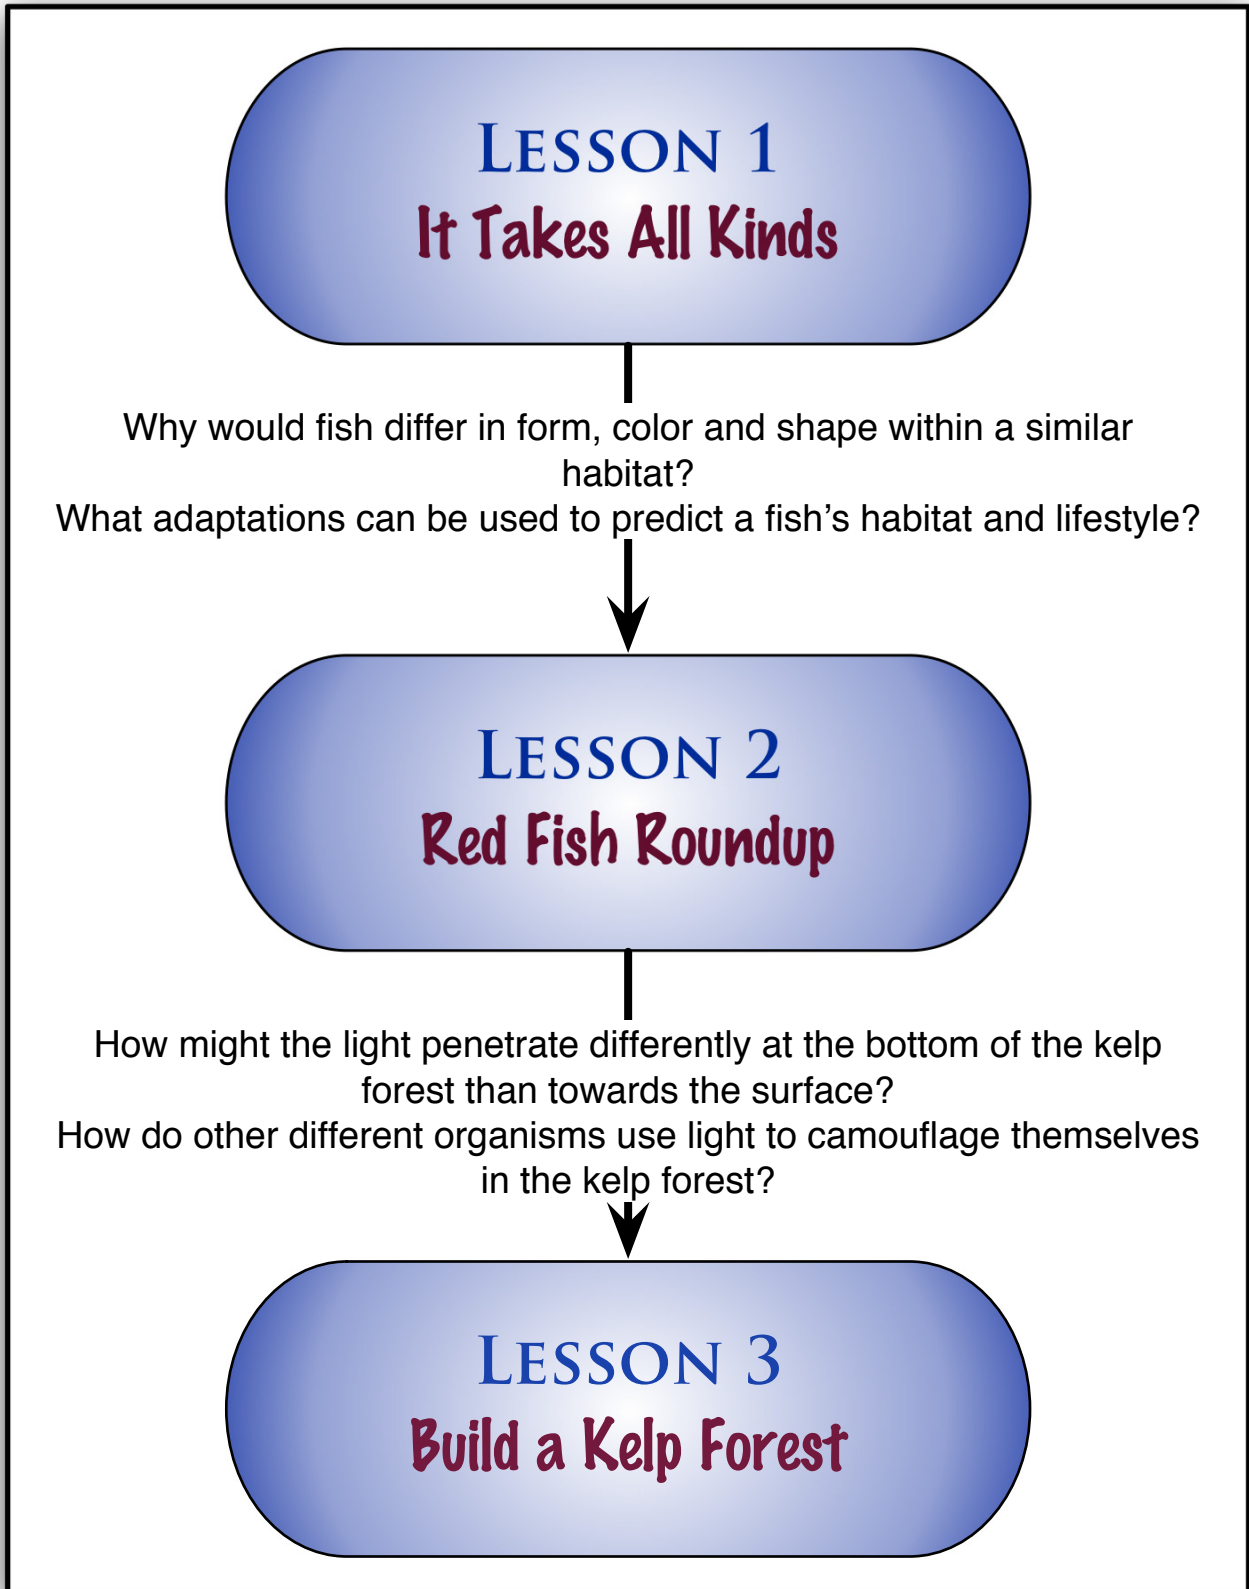 LESSON 1
It Takes All Kinds
Why would fish differ in form, color and shape within a similar
habitat?
What adaptations can be used to predict a fish’s habitat and lifestyle?
LESSON 2
Red Fish Roundup
How might the light penetrate differently at the bottom of the kelp
forest than towards the surface?
How do other different organisms use light to camouflage themselves
in the kelp forest?
LESSON 3
Build a Kelp Forest